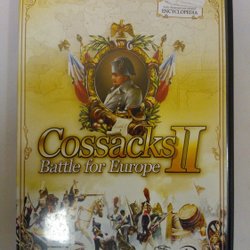 ENCYCLOPEDIA
Cossacks II
Battle for Europe